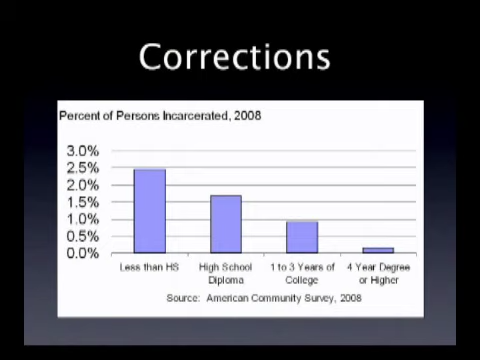 Corrections
Percent of Persons Incarcerated, 2008
3.0%
2.5%
2.0%
1.5%
1.0%
0.5%
0.0%
Less than HS
High School
Diploma
1 to 3 Years of
College
4 Year Degree
or Higher
Source: American Community Survey, 2008